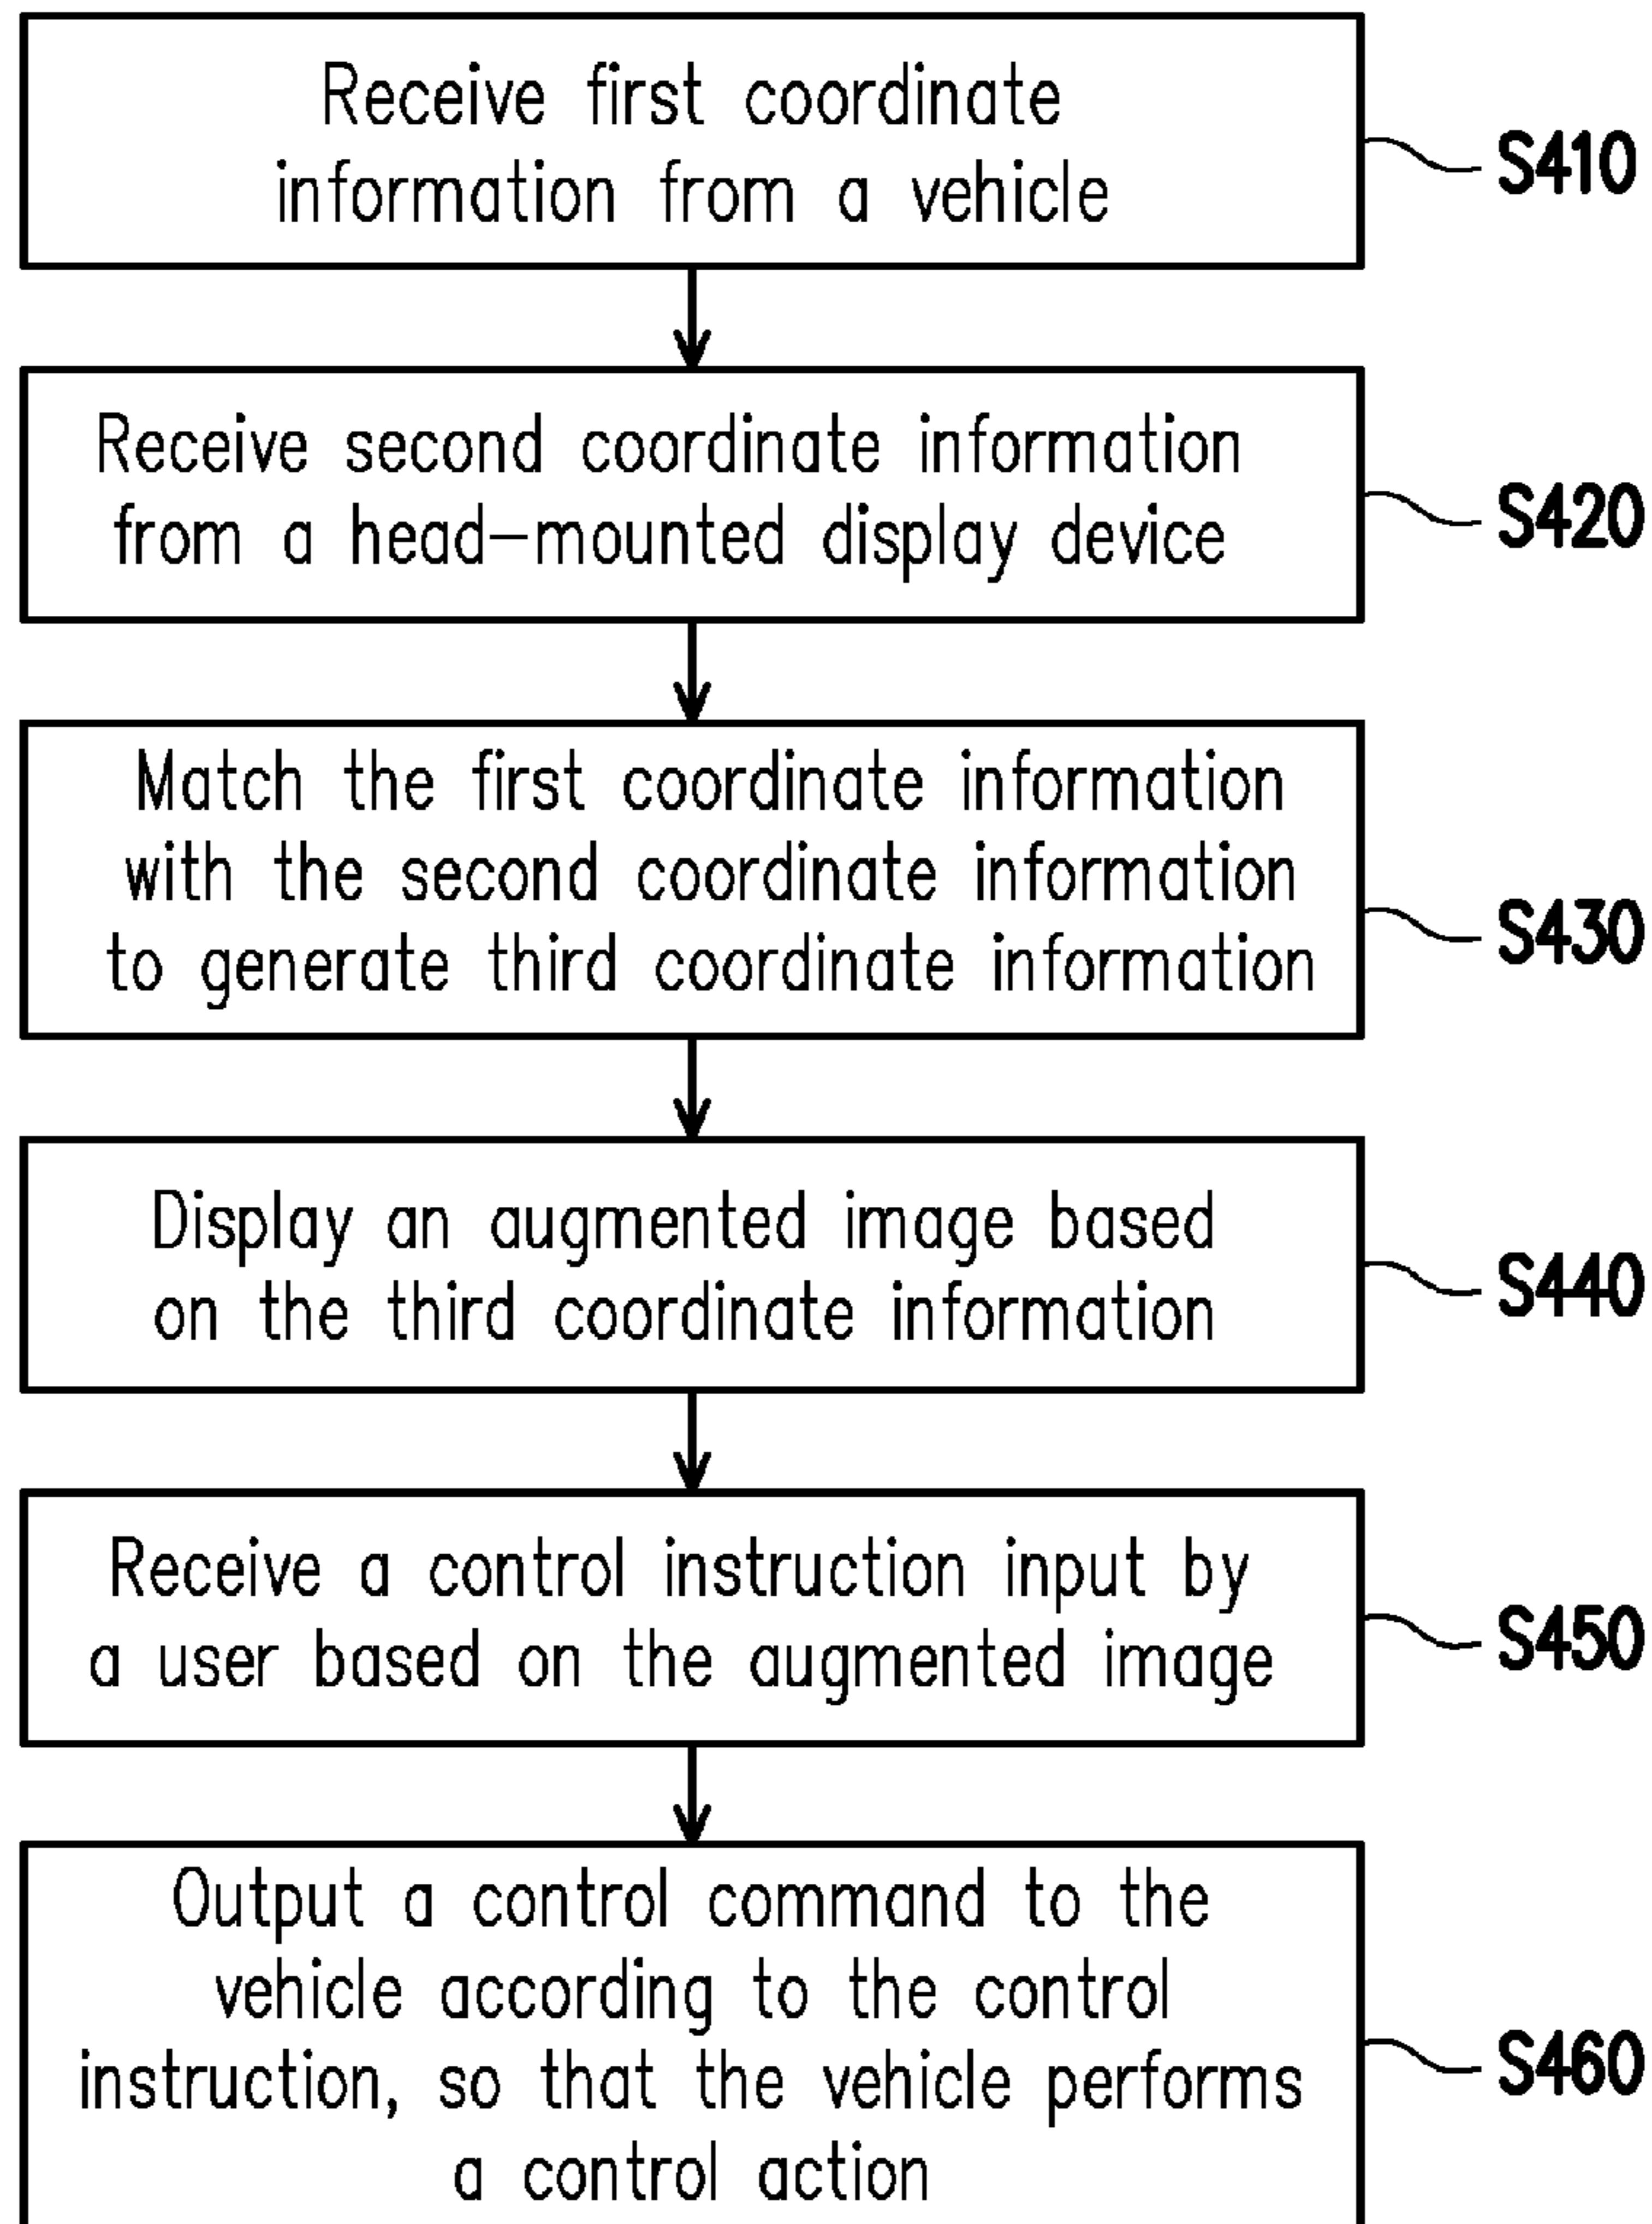 Receive first coordinate
information from a vehicle
S410
Receive second coordinate information
from a head-mounted display device
S420
Match the first coordinate information
with the second coordinate information
to generate third coordinate information
S430
Display an augmented image based
on the third coordinate information
S440
Receive a control instruction input by
a user based on the augmented image
S450
Output a control command to the
vehicle according to the control
instruction, so that the vehicle performs
a control action
S460